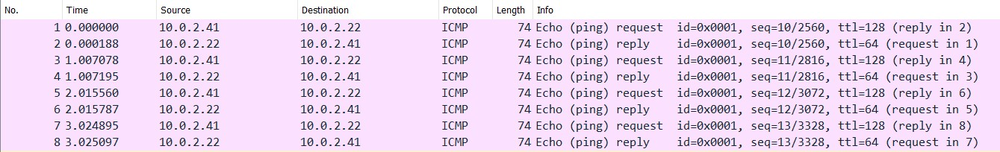 No. Time Source Destination Protocol Length Info
1 0.000000 10.0.2.41 10.0.2.22 ICMP 74 Echo (ping) request id=0x0001, seq=10/2560, ttl=128 (reply in 2)
2 0.000188 10.0.2.22 10.0.2.41 ICMP 74 Echo (ping) reply id=0x0001, seq=10/2560, ttl=64 (request in 1)
3 1.007078 10.0.2.41 10.0.2.22 ICMP 74 Echo (ping) request id=0x0001, seq=11/2816, ttl=128 (reply in 4)
4 1.007195 10.0.2.22 10.0.2.41 ICMP 74 Echo (ping) reply id=0x0001, seq=11/2816, ttl=64 (request in 3)
5 2.015560 10.0.2.41 10.0.2.22 ICMP 74 Echo (ping) request id=0x0001, seq=12/3072, ttl=128 (reply in 6)
6 2.015787 10.0.2.22 10.0.2.41 ICMP 74 Echo (ping) reply id=0x0001, seq=12/3072, ttl=64 (request in 5)
7 3.024895 10.0.2.41 10.0.2.22 ICMP 74 Echo (ping) request id=0x0001, seq=13/3328, ttl=128 (reply in 8)
8 3.025097 10.0.2.22 10.0.2.41 ICMP 74 Echo (ping) reply id=0x0001, seq=13/3328, ttl=64 (request in 7)